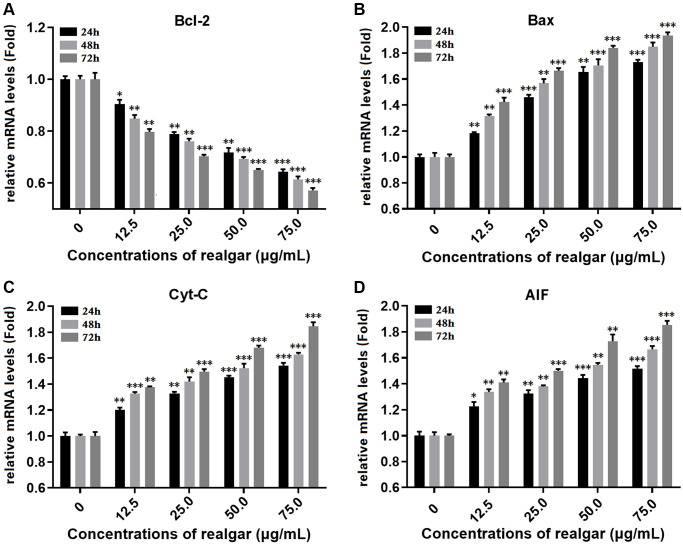 A
Bcl-2
24h
48h
72h
relative mRNA levels (Fold)
1.2
1.0
0.8
0.6
* ** **
** ** ***
** *** ***
*** *** ***
0 12.5 25.0 50.0 75.0
Concentrations of realgar (μg/mL)
B
Bax
24h
48h
72h
relative mRNA levels (Fold)
2.0
1.8
1.6
1.4
1.2
1.0
0.8
0.6
** ** ***
*** ** ***
** *** ***
*** *** ***
0 12.5 25.0 50.0 75.0
Concentrations of realgar (μg/mL)
C
Cyt-C
24h
48h
72h
relative mRNA levels (Fold)
2.0
1.8
1.6
1.4
1.2
1.0
0.8
0.6
** *** **
** ** ***
*** *** ***
*** *** ***
0 12.5 25.0 50.0 75.0
Concentrations of realgar (μg/mL)
D
AIF
24h
48h
72h
relative mRNA levels (Fold)
2.0
1.8
1.6
1.4
1.2
1.0
0.8
0.6
* ** **
** ** ***
*** ** **
*** *** ***
0 12.5 25.0 50.0 75.0
Concentrations of realgar (μg/mL)